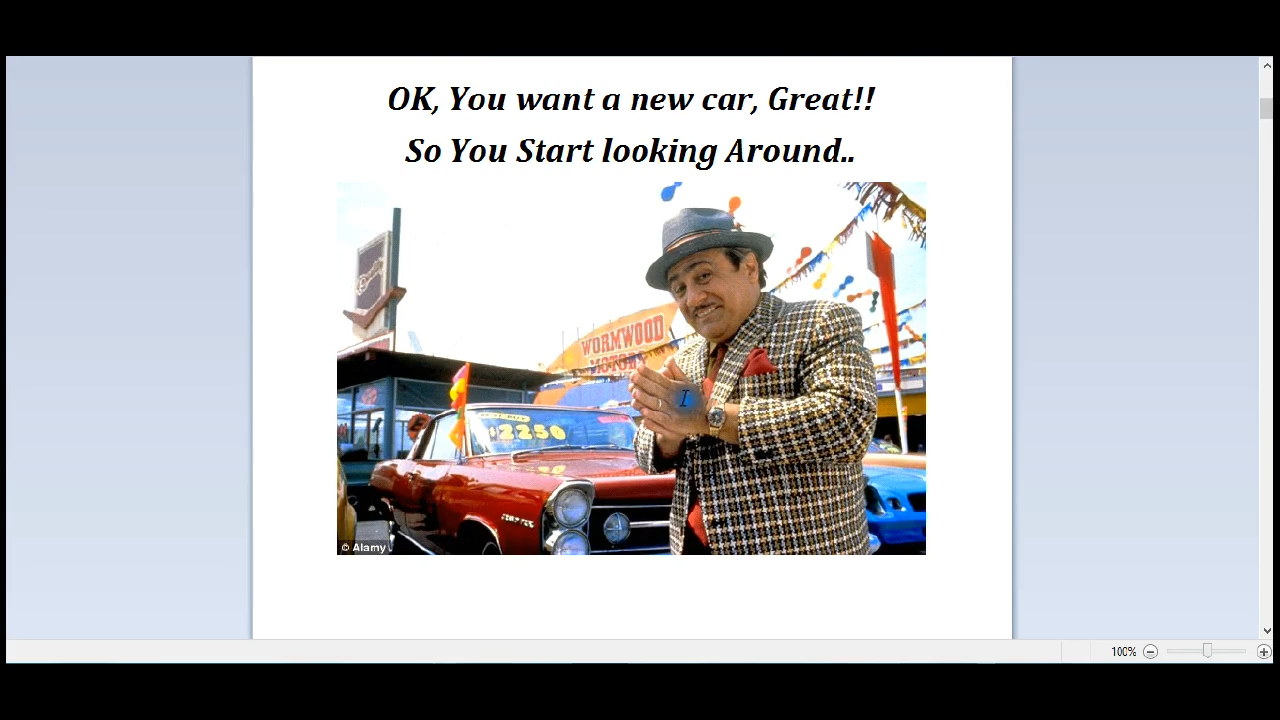 OK, You want a new car, Great!!
So You Start looking Around..
WORMWOOD
MOTORS
$2250
© Alamy
100%